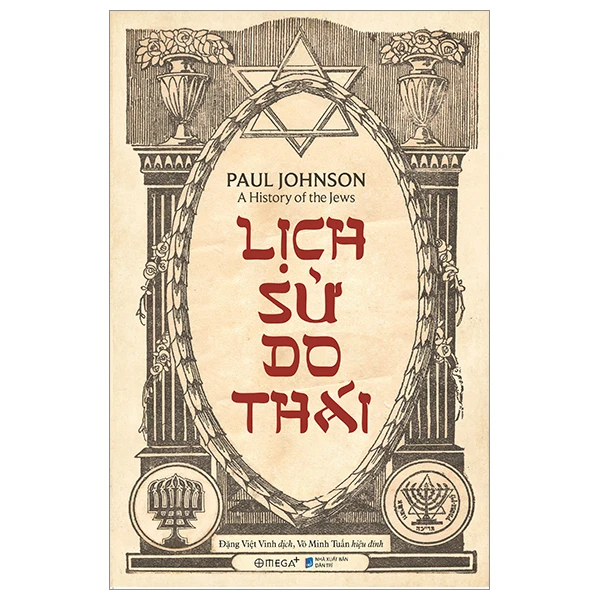 PAUL JOHNSON
A History of the Jews
LỊCH
SỬ
DO
THÁI
Đặng Việt Vinh dịch, Võ Minh Tuấn hiệu đính
OMEGA+
NHÀ XUẤT BẢN
DÂN TRÍ